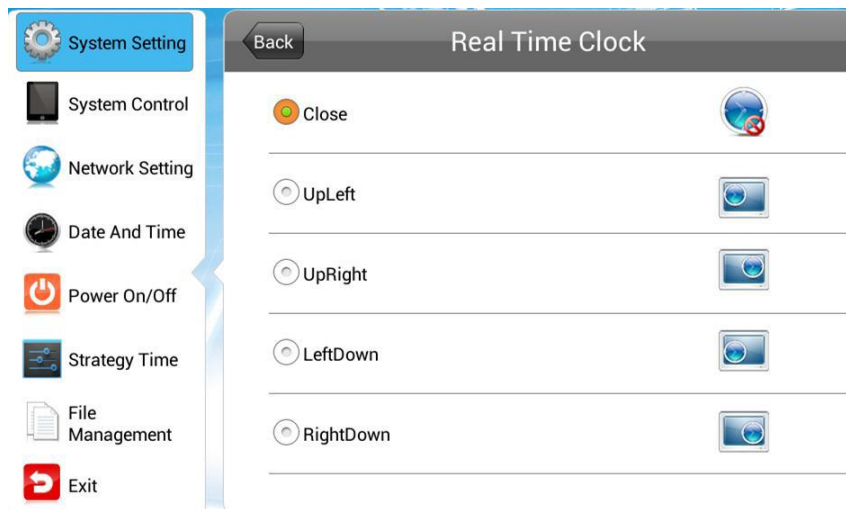 System Setting
System Control
Network Setting
Date And Time
Power On/Off
Strategy Time
File
Management
Exit
Back
Real Time Clock
Close
UpLeft
UpRight
LeftDown
RightDown